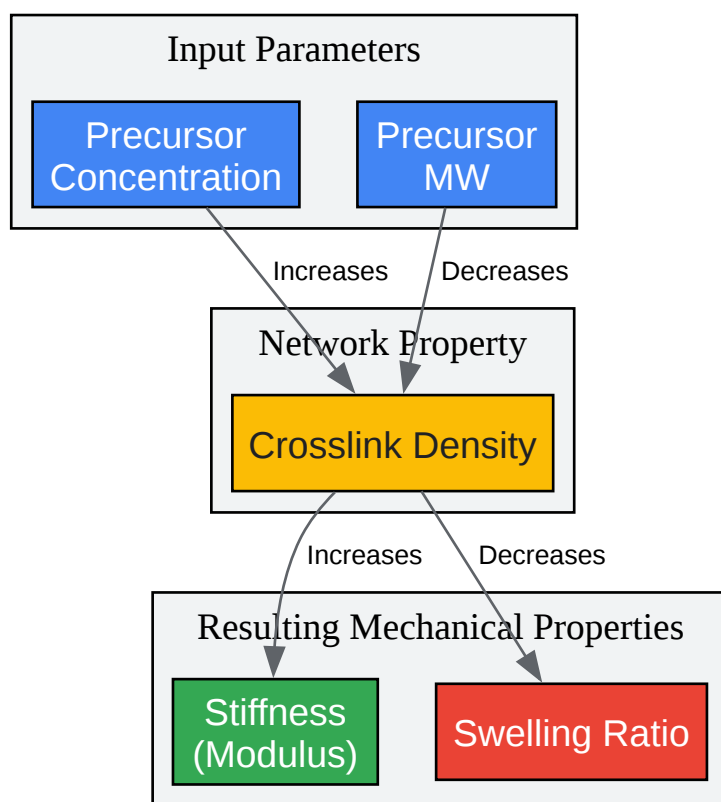 Input Parameters
Precursor
Concentration
Precursor
MW
Increases
Decreases
Network Property
Crosslink Density
Increases
Decreases
Resulting Mechanical Properties
Stiffness
(Modulus)
Swelling Ratio